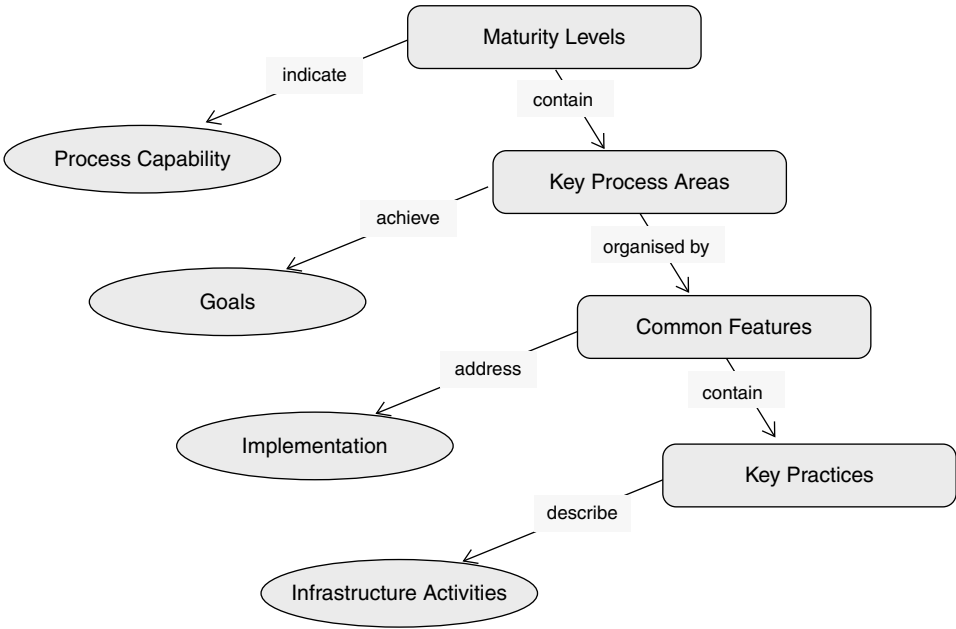 Maturity Levels
indicate
contain
Process Capability
Key Process Areas
achieve
organised by
Goals
Common Features
address
contain
Implementation
Key Practices
describe
Infrastructure Activities